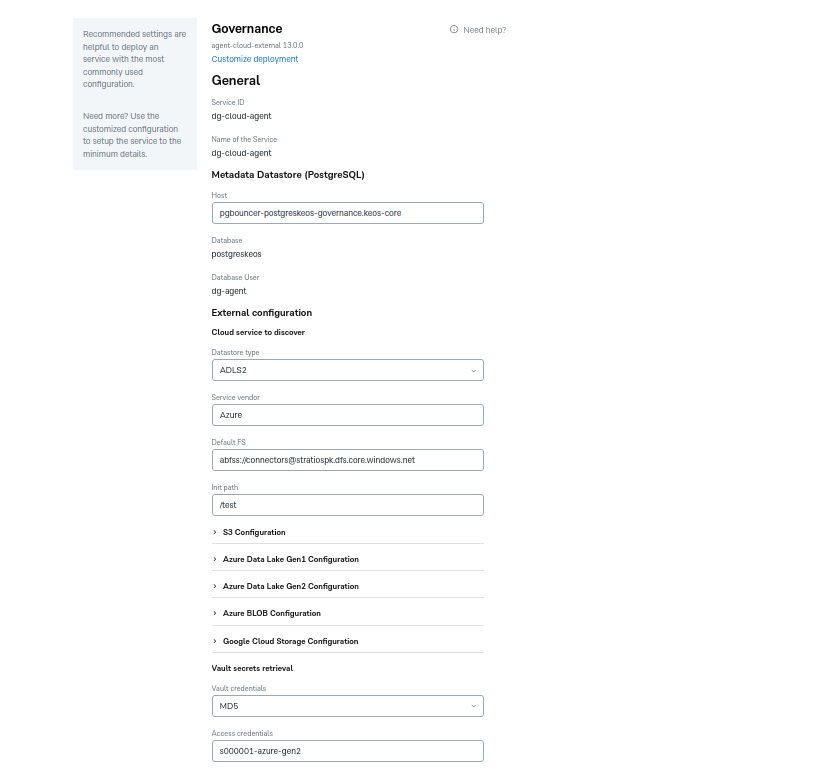 Recommended settings are
helpful to deploy an
service with the most
commonly used
configuration.
Need more? Use the
customized configuration
to setup the service to the
minimum details.
Governance
Need help?
agent-cloud-external 13.0.0
Customize deployment
General
Service ID
dg-cloud-agent
Name of the Service
dg-cloud-agent
Metadata Datastore (PostgreSQL)
Host
pgbouncer-postgreskeos-governance.keos-core
Database
postgreskeos
Database User
dg-agent
External configuration
Cloud service to discover
Datastore type
ADLS2
Service vendor
Azure
Default FS
abfss://connectors@stratiospk.dfs.core.windows.net
Init path
/test
S3 Configuration
Azure Data Lake Gen1 Configuration
Azure Data Lake Gen2 Configuration
Azure BLOB Configuration
Google Cloud Storage Configuration
Vault secrets retrieval
Vault credentials
MD5
Access credentials
s000001-azure-gen2